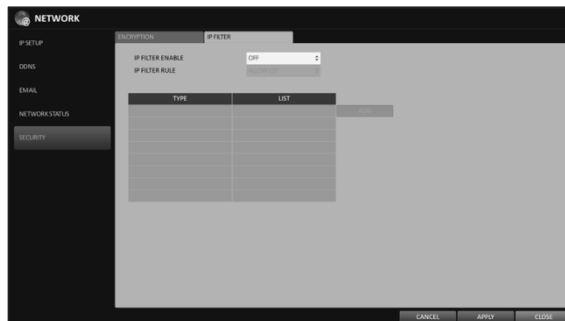 NETWORK
ENCRYPTION
IP FILTER
IP SETUP
IP FILTER ENABLE
OFF
IP FILTER RULE
DDNS
EMAIL
TYPE
LIST
NETWORK STATUS
SECURITY
CANCEL
APPLY
CLOSE